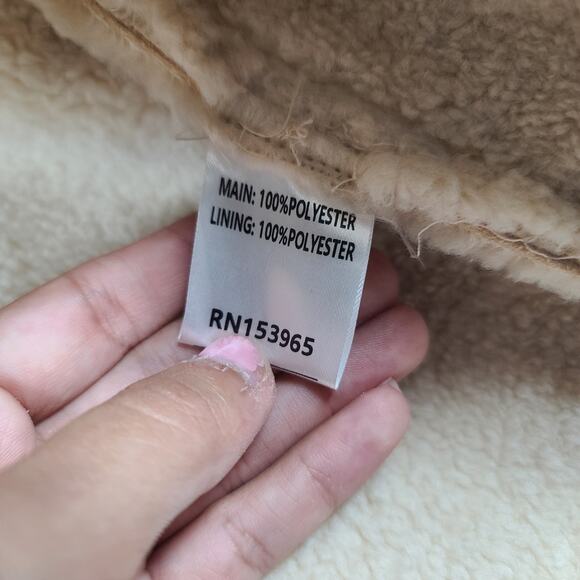 MAIN: 100%POLYESTER
LINING: 100%POLYESTER
RN153965